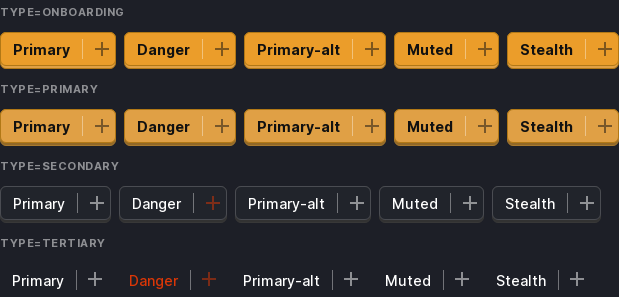 TYPE=ONBOARDING
Primary Danger Primary-alt Muted Stealth
TYPE=PRIMARY
Primary Danger Primary-alt Muted Stealth
TYPE=SECONDARY
Primary Danger Primary-alt Muted Stealth
TYPE=TERTIARY
Primary Danger Primary-alt Muted Stealth